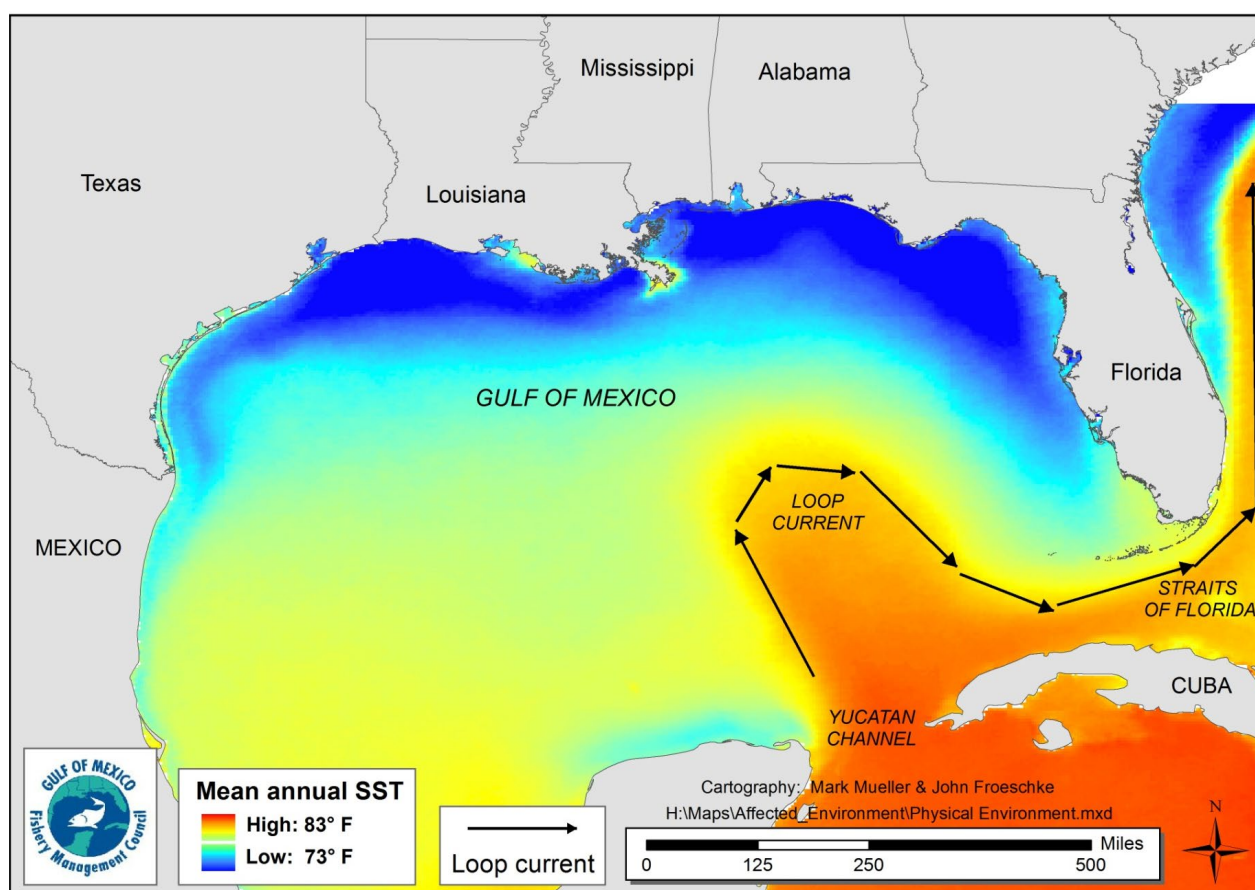 Mississippi
Alabama
Texas
Louisiana
GULF OF MEXICO
Florida
LOOP
CURRENT
MEXICO
STRAITS
OF FLORIDA
CUBA
YUCATAN
CHANNEL
GULF OF MEXICO
Fishery Management Council
Mean annual SST
High: 83° F
Low: 73° F
Loop current
Cartography: Mark Mueller & John Froeschke
H:\Maps\Affected_Environment\Physical Environment.mxd
Miles
0 125 250 500
N